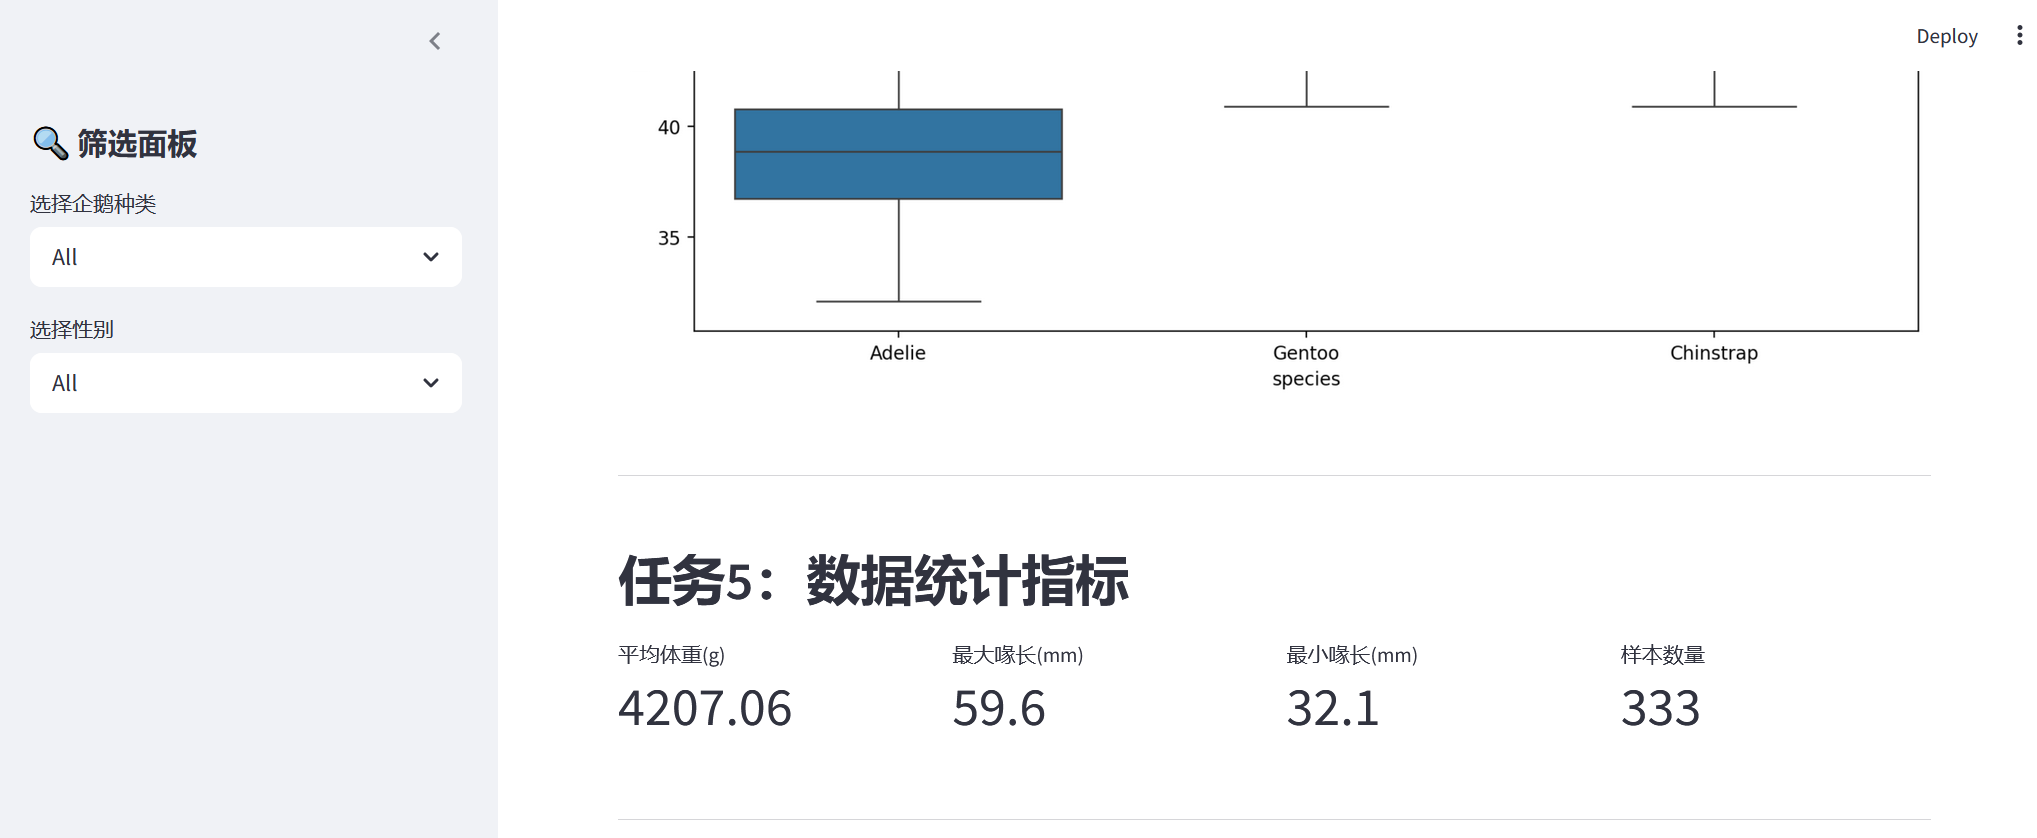 Deploy
🔍 筛选面板
选择企鹅种类
All
选择性别
All
40
35
Adelie
Gentoo
Chinstrap
species
任务5：数据统计指标
平均体重(g)
4207.06
最大喙长(mm)
59.6
最小喙长(mm)
32.1
样本数量
333